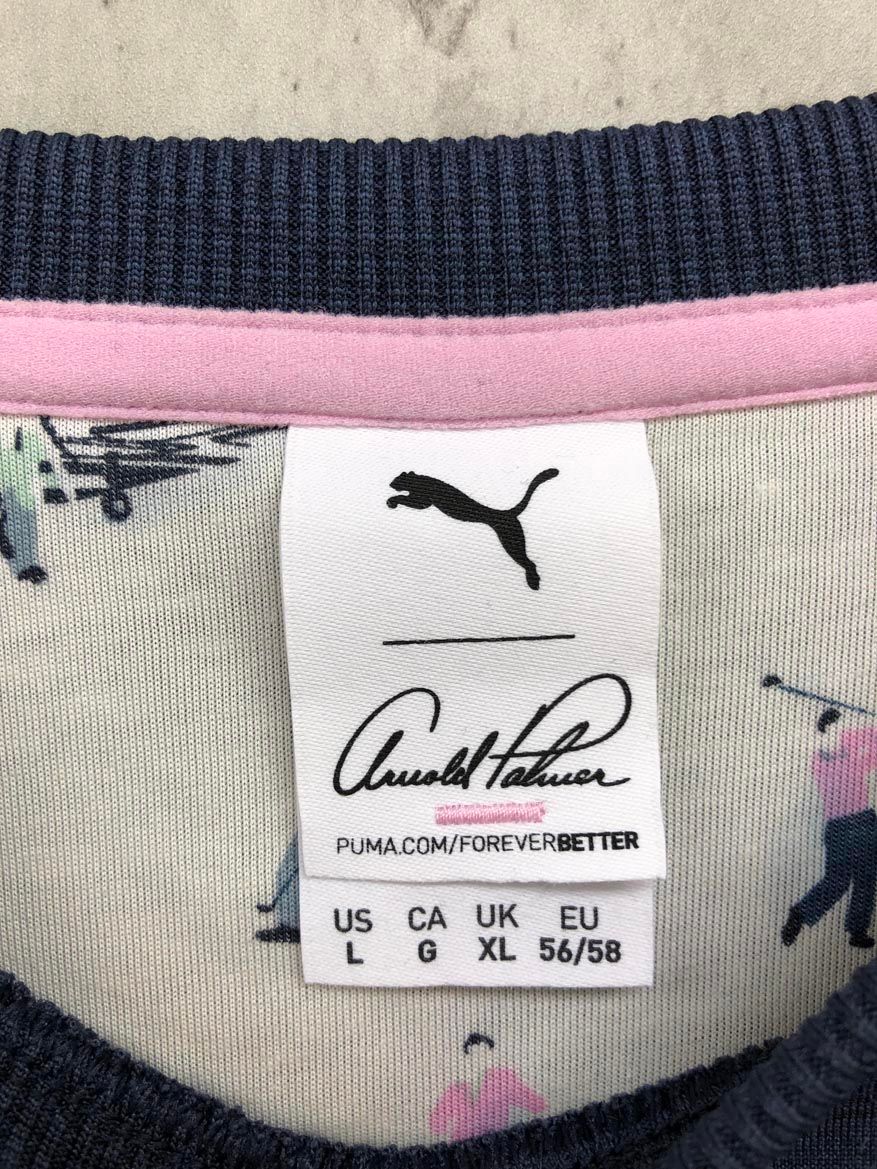 Arnold Palmer
PUMA.COM/FOREVERBETTER
US CA UK EU
L G XL 56/58